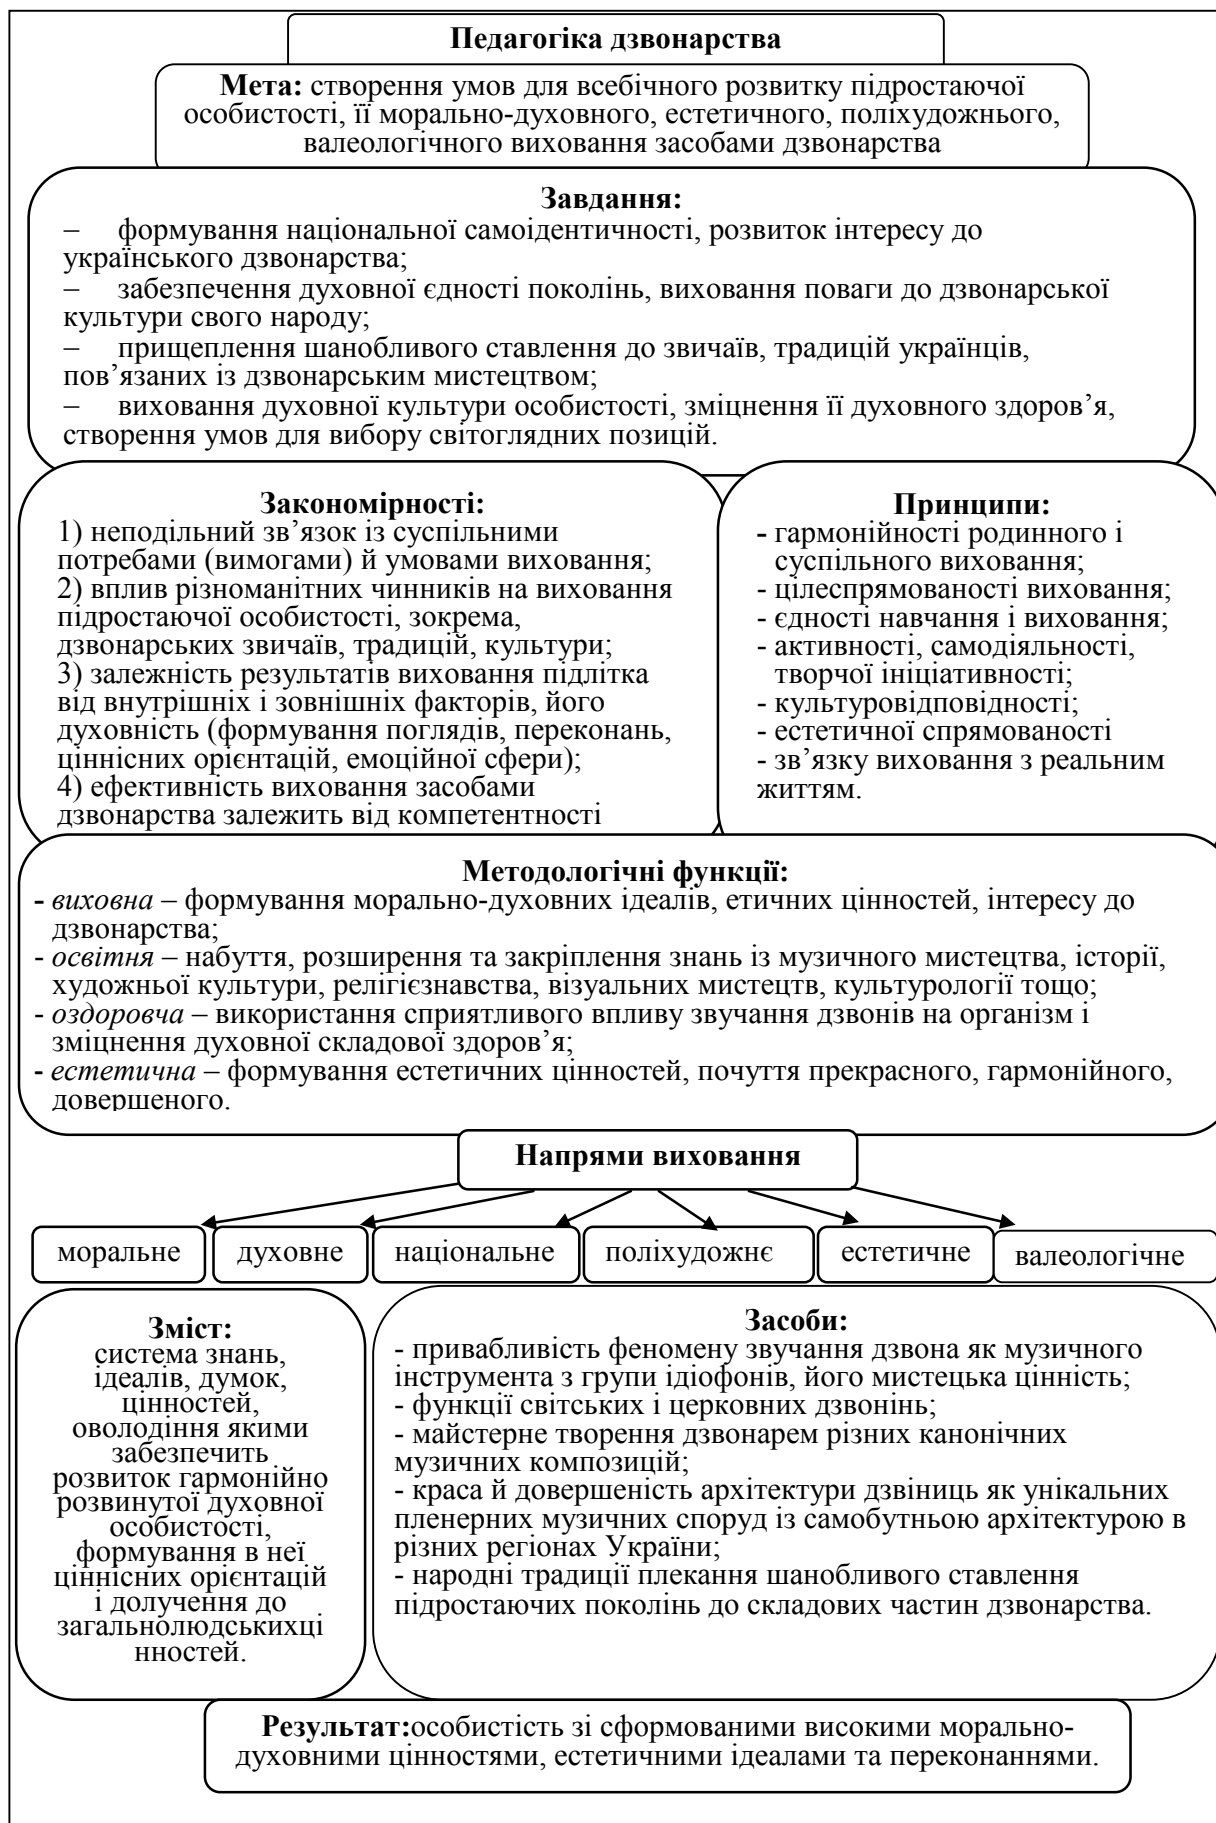 Педагогіка дзвонарства
Мета: створення умов для всебічного розвитку підростаючої
особистості, її морально-духовного, естетичного, поліхудожнього,
валеологічного виховання засобами дзвонарства
Завдання:
– формування національної самоідентичності, розвиток інтересу до
українського дзвонарства;
– забезпечення духовної єдності поколінь, виховання поваги до дзвонарської
культури свого народу;
– прищеплення шанобливого ставлення до звичаїв, традицій українців,
пов’язаних із дзвонарським мистецтвом;
– виховання духовної культури особистості, зміцнення її духовного здоров’я,
створення умов для вибору світоглядних позицій.
Закономірності:
1) неподільний зв’язок із суспільними
потребами (вимогами) й умовами виховання;
2) вплив різноманітних чинників на виховання
підростаючої особистості, зокрема,
дзвонарських звичаїв, традицій, культури;
3) залежність результатів виховання підлітка
від внутрішніх і зовнішніх факторів, його
духовність (формування поглядів, переконань,
ціннісних орієнтацій, емоційної сфери);
4) ефективність виховання засобами
дзвонарства залежить від компетентності
Принципи:
- гармонійності родинного і
суспільного виховання;
- цілеспрямованості виховання;
- єдності навчання і виховання;
- активності, самодіяльності,
творчої ініціативності;
- культуровідповідності;
- естетичної спрямованості
- зв’язку виховання з реальним
життям.
Методологічні функції:
- виховна – формування морально-духовних ідеалів, етичних цінностей, інтересу до
дзвонарства;
- освітня – набуття, розширення та закріплення знань із музичного мистецтва, історії,
художньої культури, релігієзнавства, візуальних мистецтв, культурології тощо;
- оздоровча – використання сприятливого впливу звучання дзвонів на організм і
зміцнення духовної складової здоров’я;
- естетична – формування естетичних цінностей, почуття прекрасного, гармонійного,
довершеного.
Напрями виховання
моральне
духовне
національне
поліхудожнє
естетичне
валеологічне
Зміст:
система знань,
ідеалів, думок,
цінностей,
оволодіння якими
забезпечить
розвиток гармонійно
розвинутої духовної
особистості,
формування в неї
ціннісних орієнтацій
і долучення до
загальнолюдськихці
нностей.
Засоби:
- привабливість феномену звучання дзвона як музичного
інструмента з групи ідіофонів, його мистецька цінність;
- функції світських і церковних дзвонінь;
- майстерне творення дзвонарем різних канонічних
музичних композицій;
- краса й довершеність архітектури дзвіниць як унікальних
пленерних музичних споруд із самобутньою архітектурою в
різних регіонах України;
- народні традиції плекання шанобливого ставлення
підростаючих поколінь до складових частин дзвонарства.
Результат:особистість зі сформованими високими морально-
духовними цінностями, естетичними ідеалами та переконаннями.